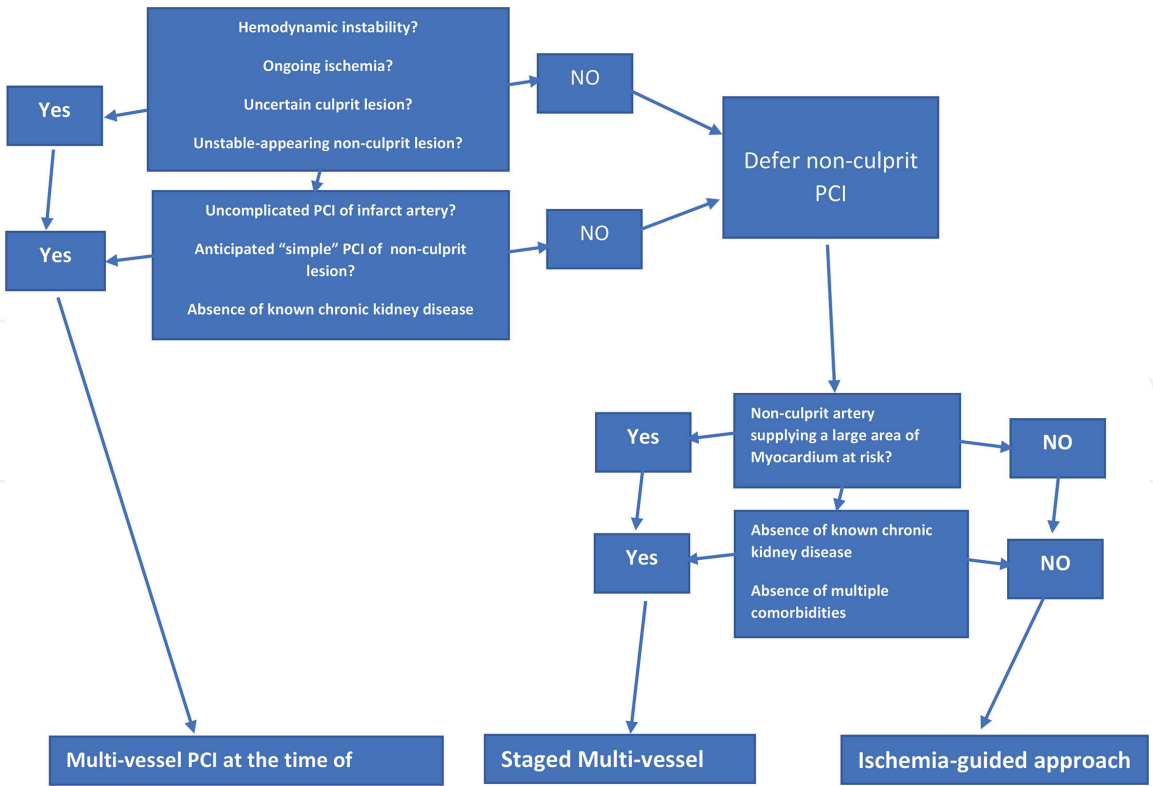 Hemodynamic instability?
Ongoing ischemia?
Uncertain culprit lesion?
Unstable-appearing non-culprit lesion?
Yes
NO
Defer non-culprit
PCI
Uncomplicated PCI of infarct artery?
Anticipated “simple” PCI of non-culprit
lesion?
Absence of known chronic kidney disease
Yes
NO
Non-culprit artery
supplying a large area of
Myocardium at risk?
Yes
NO
Absence of known chronic
kidney disease
Absence of multiple
comorbidities
Yes
NO
Multi-vessel PCI at the time of
Staged Multi-vessel
Ischemia-guided approach